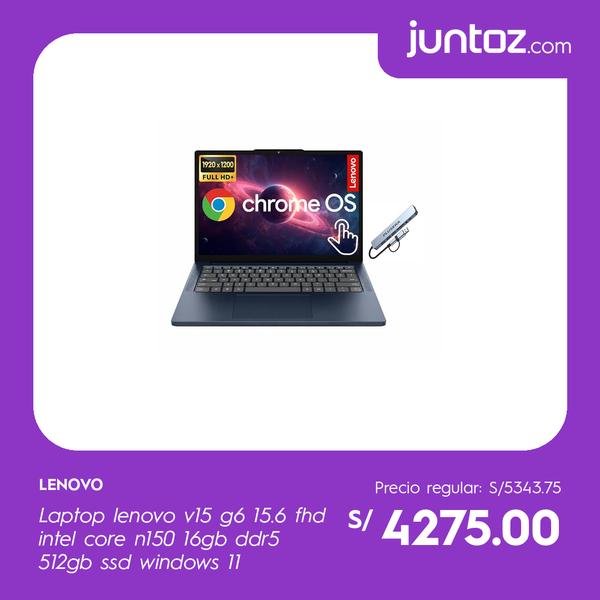 juntoz.com
1920 x 1200
FULL HD+
Lenovo
chrome OS
LENOVO
Precio regular: S/5343.75
Laptop lenovo v15 g6 15.6 fhd
intel core n150 16gb ddr5
512gb ssd windows 11
S/ 4275.00